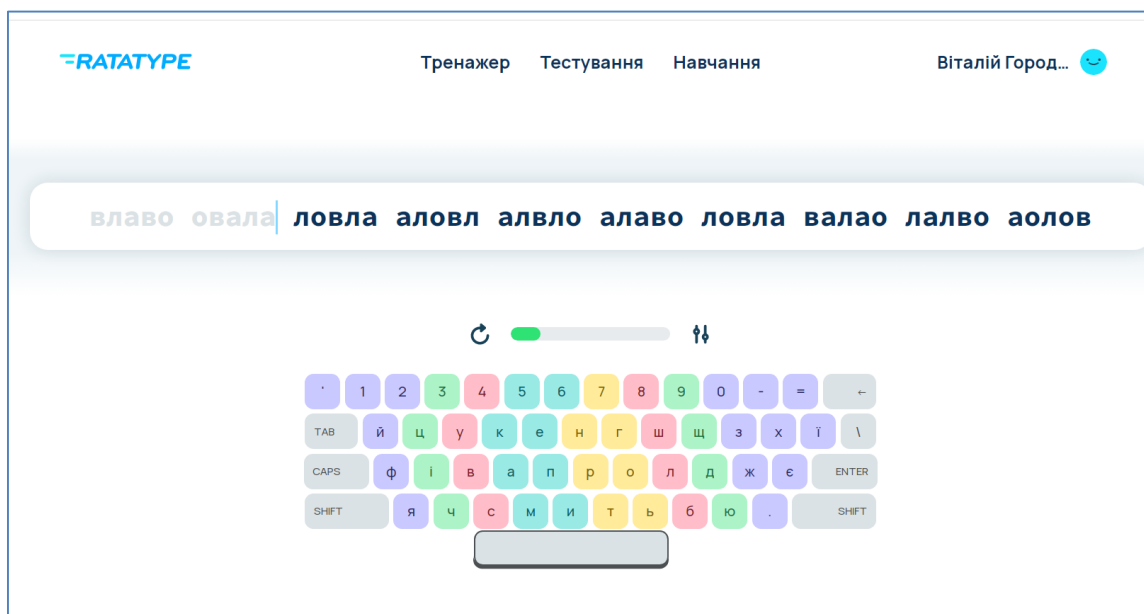 RATATYPE Тренажер Тестування Навчання Віталій Город...
влаво овала ловла аловл алвло алаво ловла валао лалво аолов
' 1 2 3 4 5 6 7 8 9 0 - = ←
TAB й ц у к е н г ш щ з х ї \
CAPS ф і в а п р о л д ж є ENTER
SHIFT я ч с м и т ь б ю . SHIFT